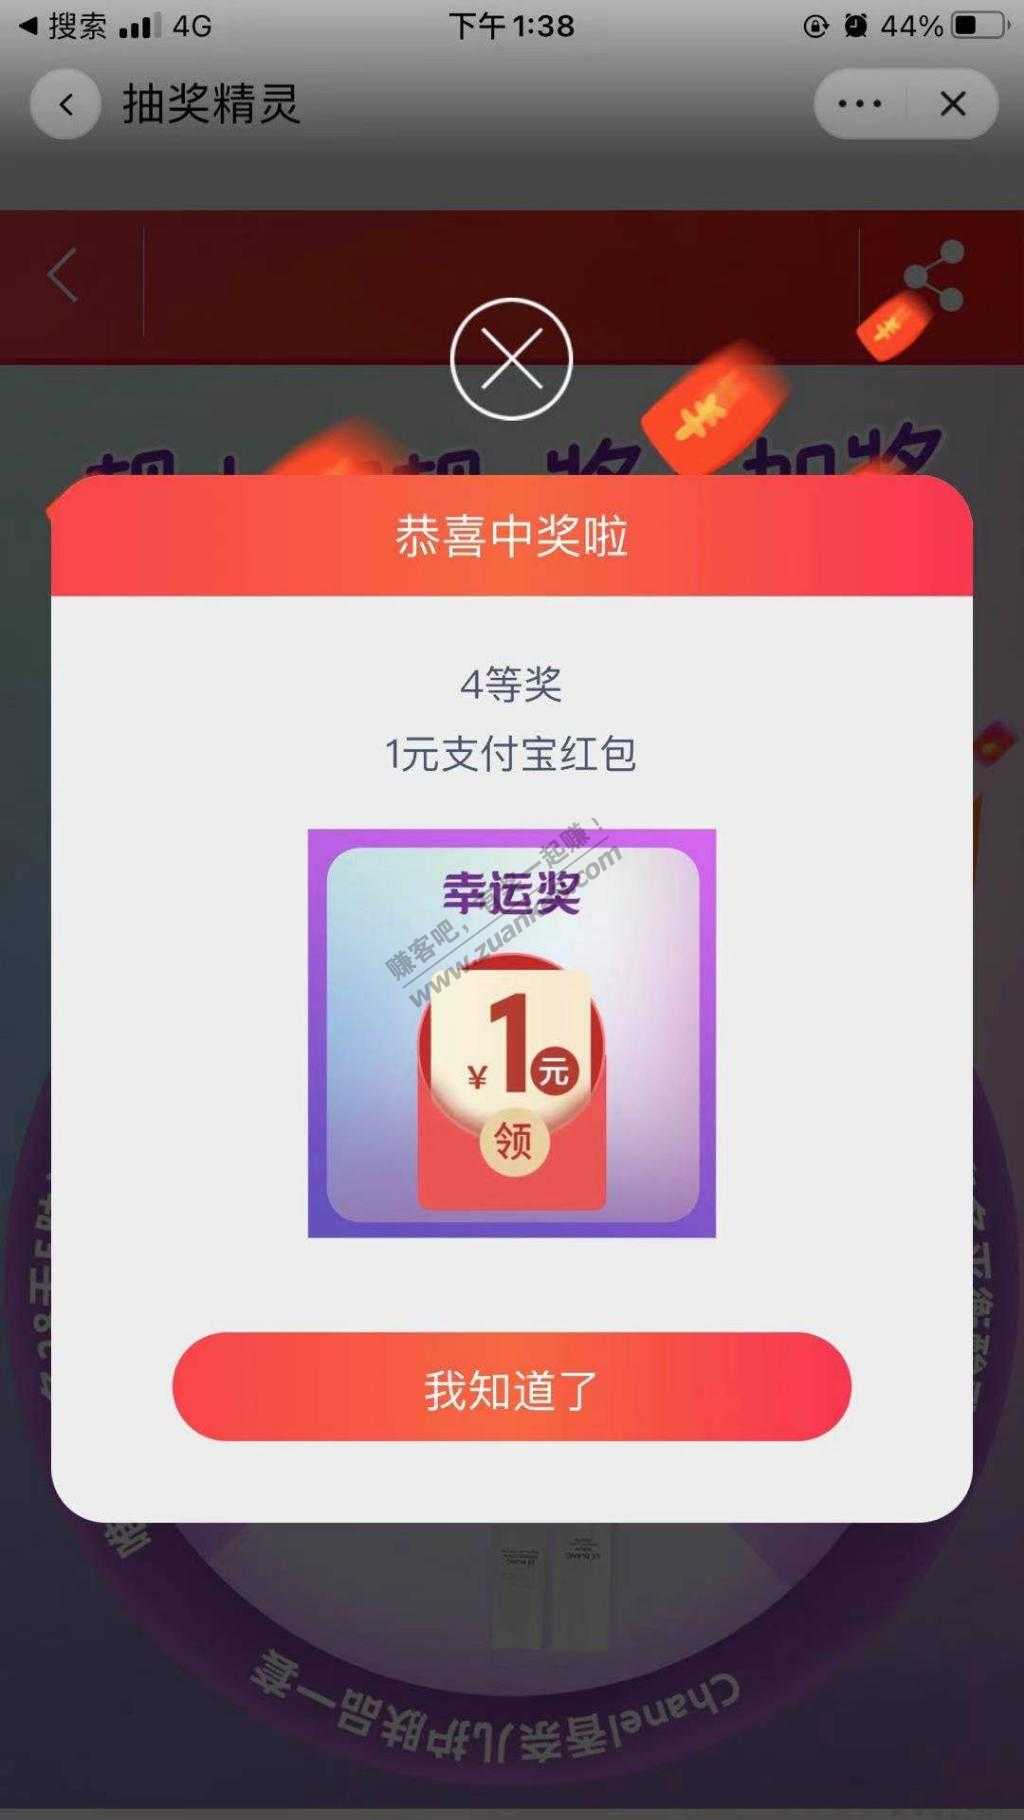 搜索 4G 下午1:38 44%
抽奖精灵
恭喜中奖啦
4等奖
1元支付宝红包
幸运奖
赚客吧，有奖一起赚！
www.zuanke8.com
¥1元
领
我知道了
Chanel香奈儿护肤品一套